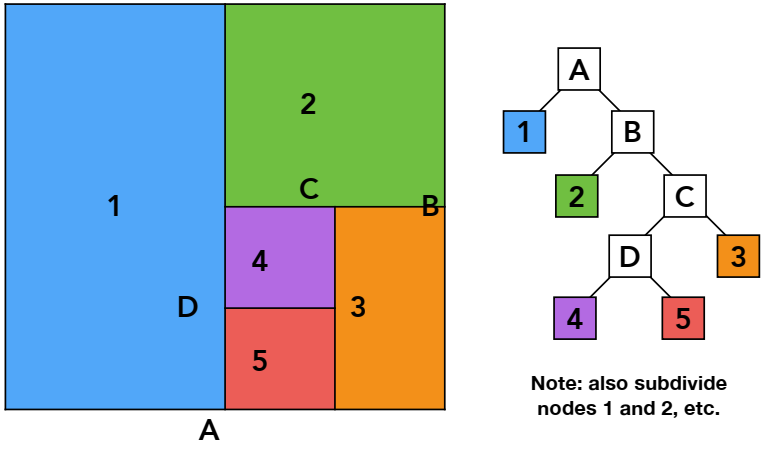 2
C
1
B
4
D
3
5
A
A
1
B
2
C
D
3
4
5
Note: also subdivide
nodes 1 and 2, etc.